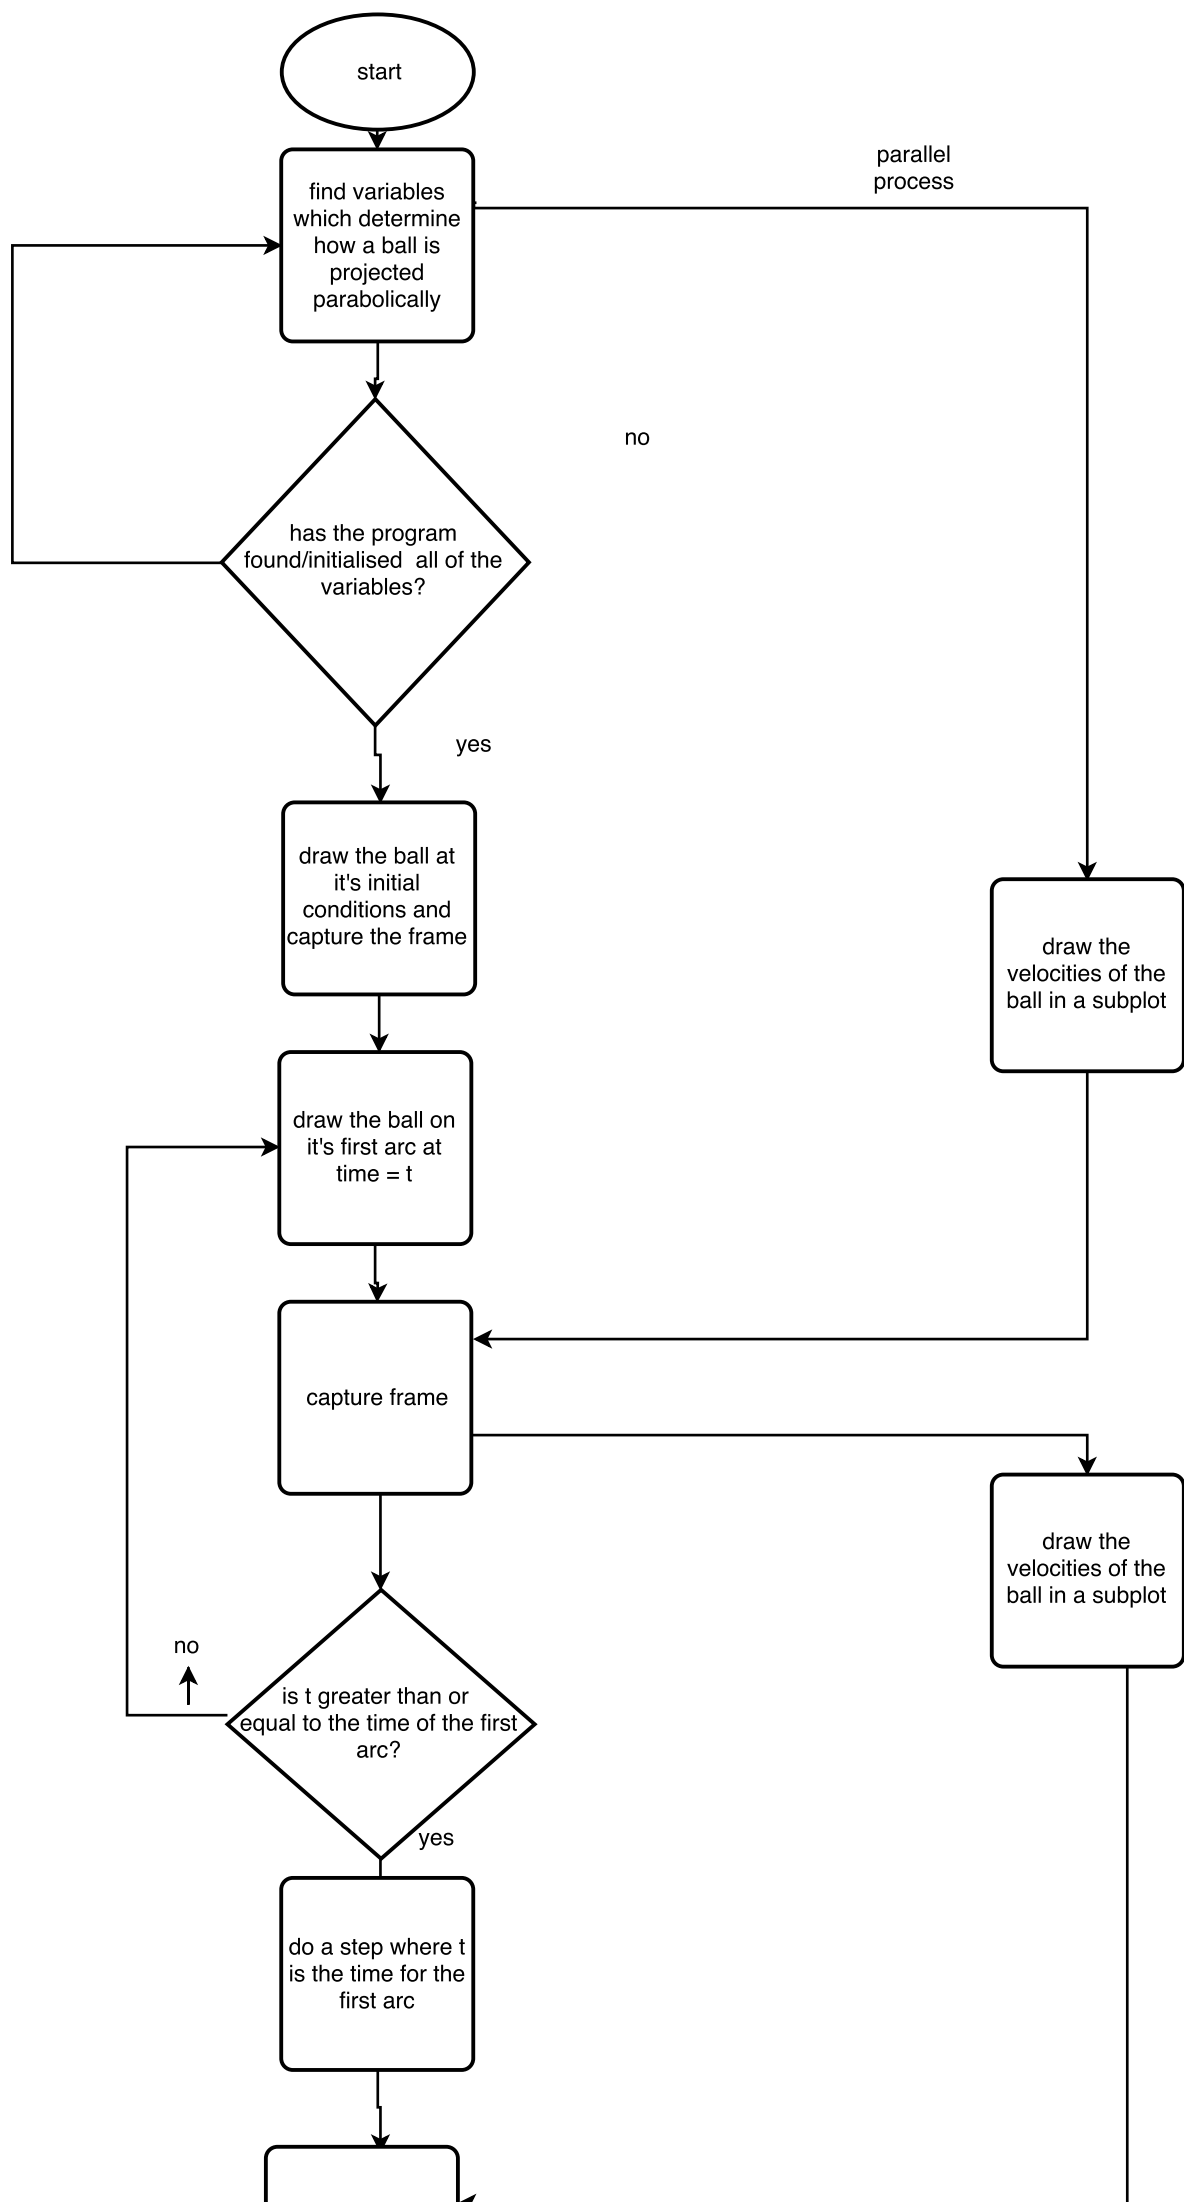 start
parallel
process
find variables
which determine
how a ball is
projected
parabolically
no
has the program
found/initialised  all of the
variables?
yes
draw the ball at
it's initial
conditions and
capture the frame
draw the
velocities of the
ball in a subplot
draw the ball on
it's first arc at
time = t
capture frame
draw the
velocities of the
ball in a subplot
no
is t greater than or
equal to the time of the first
arc?
yes
do a step where t
is the time for the
first arc